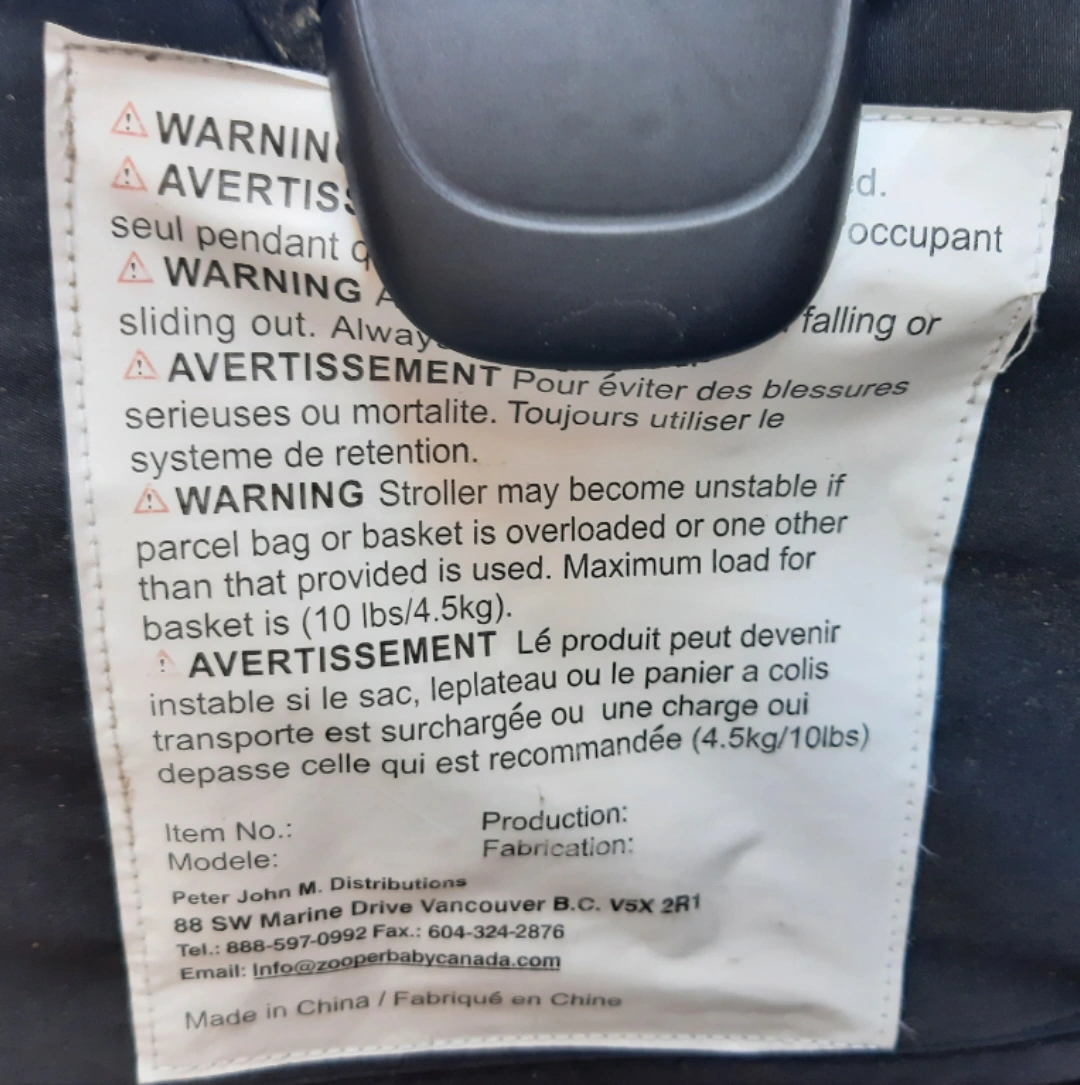 WARNING
d.
AVERTISS
occupant
seul pendant
WARNING
falling or
sliding out. Always
AVERTISSEMENT Pour éviter des blessures
serieuses ou mortalite. Toujours utiliser le
systeme de retention.
WARNING Stroller may become unstable if
parcel bag or basket is overloaded or one other
than that provided is used. Maximum load for
basket is (10 lbs/4.5kg).
AVERTISSEMENT Lé produit peut devenir
instable si le sac, leplateau ou le panier a colis
transporte est surchargée ou une charge oui
depasse celle qui est recommandée (4.5kg/10lbs)
Item No.: Production:
Modele: Fabrication:
Peter John M. Distributions
88 SW Marine Drive Vancouver B.C. V5X 2R1
Tel.: 888-597-0992 Fax.: 604-324-2876
Email: Info@zooperbabycanada.com
Made in China / Fabriqué en Chine